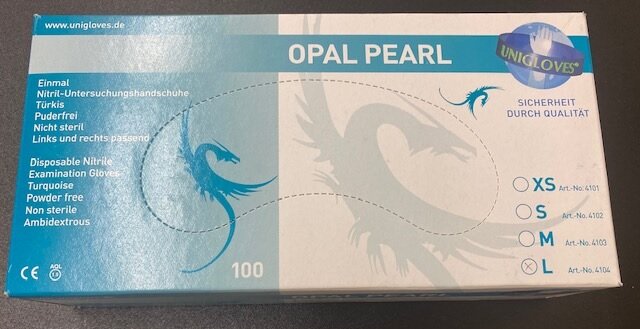 www.unigloves.de
OPAL PEARL
UNIGLOVES®
SICHERHEIT
DURCH QUALITÄT
Einmal
Nitril-Untersuchungshandschuhe
Türkis
Puderfrei
Nicht steril
Links und rechts passend
Disposable Nitrile
Examination Gloves
Turquoise
Powder free
Non sterile
Ambidextrous
XS Art.-No. 4101
S Art.-No. 4102
M Art.-No. 4103
L Art.-No. 4104
CE
AQL
100